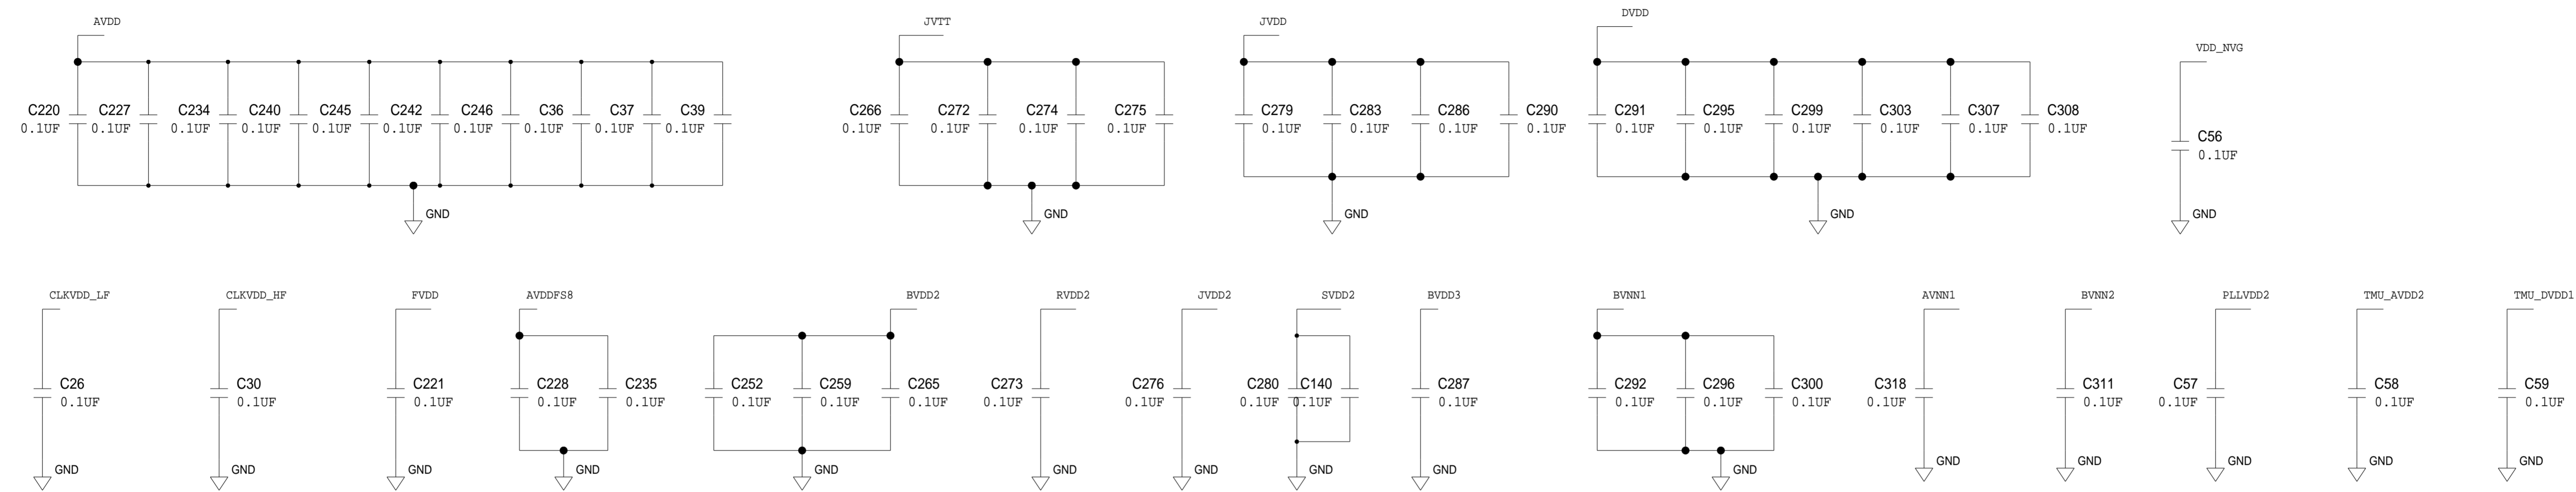 AVDD JVTT JVDD DVDD VDD_NVG
C220 C227 C234 C240 C245 C242 C246 C36 C37 C39 C266 C272 C274 C275 C279 C283 C286 C290 C291 C295 C299 C303 C307 C308
0.1UF 0.1UF 0.1UF 0.1UF 0.1UF 0.1UF 0.1UF 0.1UF 0.1UF 0.1UF 0.1UF 0.1UF 0.1UF 0.1UF 0.1UF 0.1UF 0.1UF 0.1UF 0.1UF 0.1UF 0.1UF 0.1UF 0.1UF 0.1UF
C56
0.1UF
GND GND GND GND GND
CLKVDD_LF CLKVDD_HF FVDD AVDDFS8 BVDD2 RVDD2 JVDD2 SVDD2 BVDD3 BVNN1 AVNN1 BVNN2 PLLVDD2 TMU_AVDD2 TMU_DVDD1
C26 C30 C221 C228 C235 C252 C259 C265 C273 C276 C280 C140 C287 C292 C296 C300 C318 C311 C57 C58 C59
0.1UF 0.1UF 0.1UF 0.1UF 0.1UF 0.1UF 0.1UF 0.1UF 0.1UF 0.1UF 0.1UF 0.1UF 0.1UF 0.1UF 0.1UF 0.1UF 0.1UF 0.1UF 0.1UF 0.1UF 0.1UF
GND GND GND GND GND GND GND GND GND GND GND GND GND GND GND